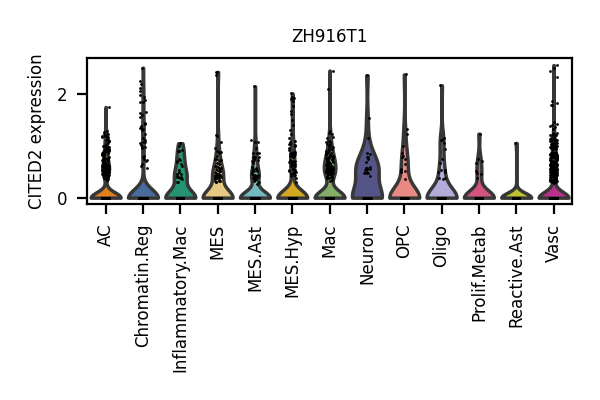 ZH916T1
CITED2 expression
2
0
AC
Chromatin.Reg
Inflammatory.Mac
MES
MES.Ast
MES.Hyp
Mac
Neuron
OPC
Oligo
Prolif.Metab
Reactive.Ast
Vasc